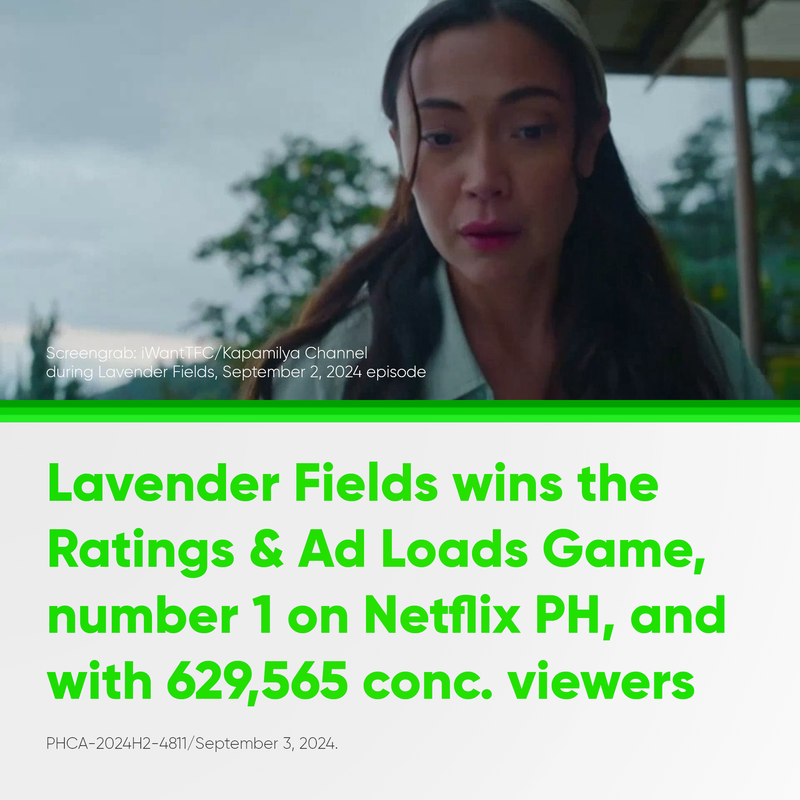 Screengrab: iWantTFC/Kapamilya Channel
during Lavender Fields, September 2, 2024 episode
Lavender Fields wins the
Ratings & Ad Loads Game,
number 1 on Netflix PH, and
with 629,565 conc. viewers
PHCA-2024H2-4811/September 3, 2024.